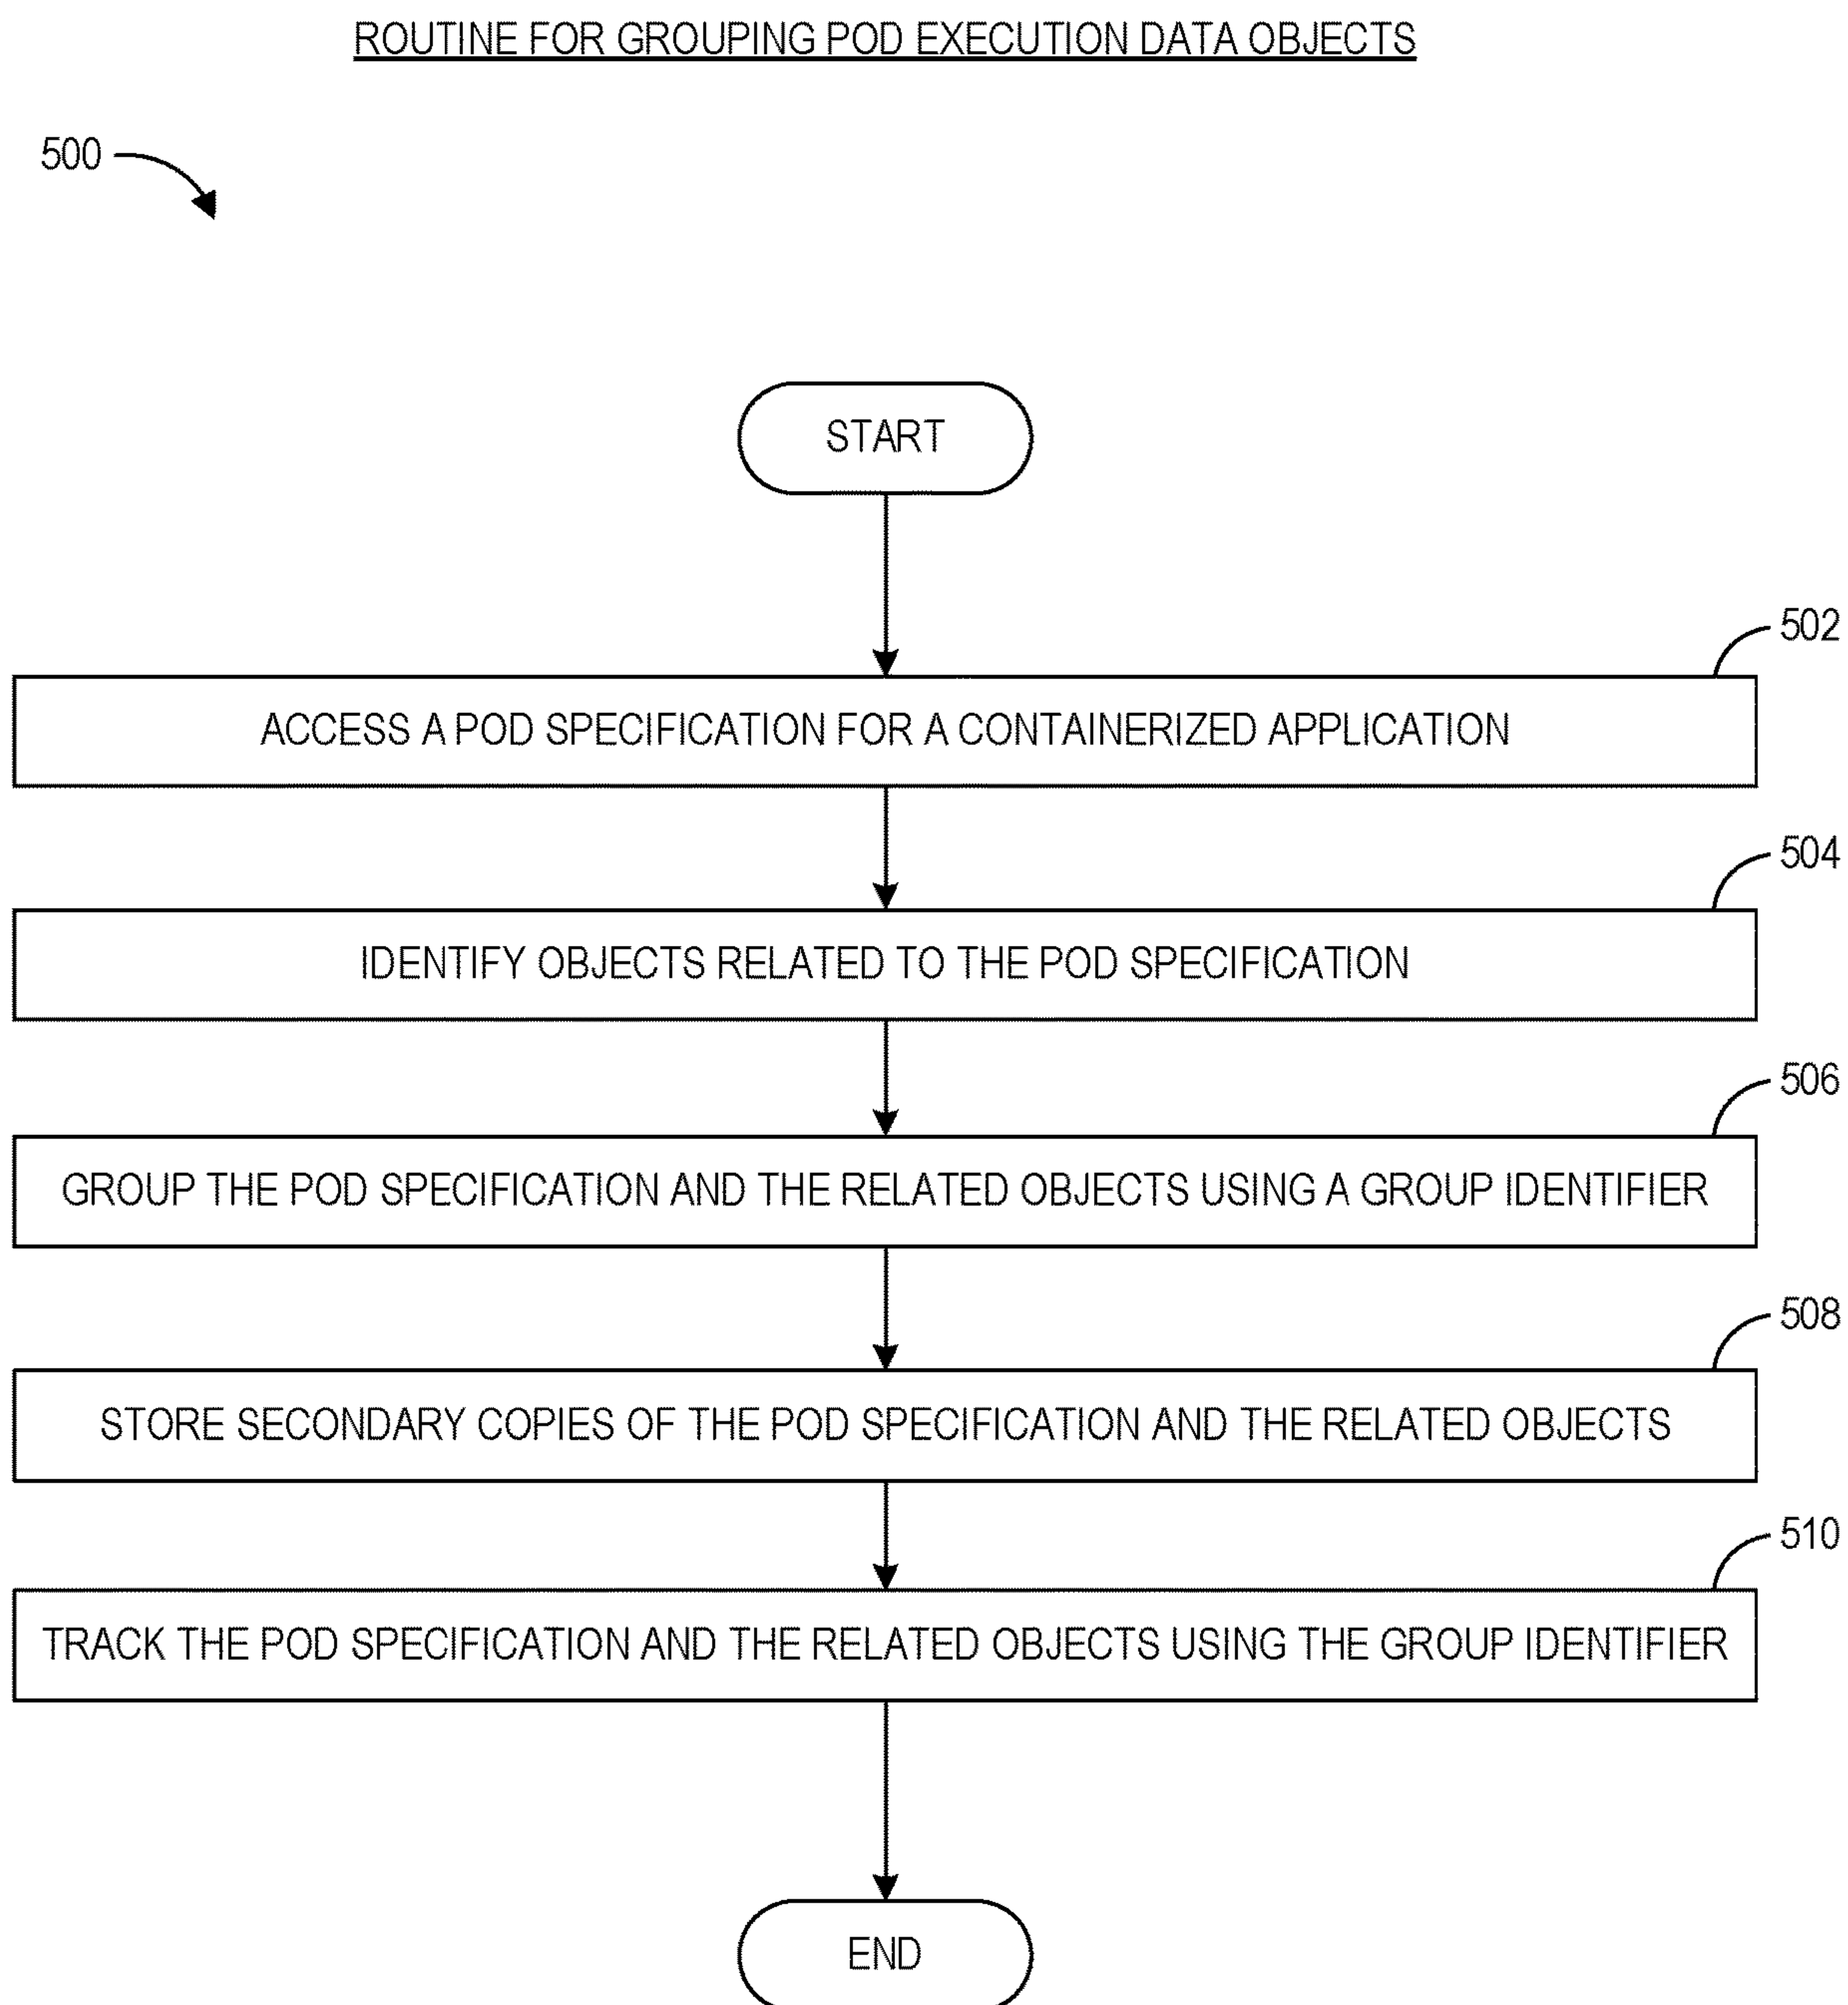 ROUTINE FOR GROUPING POD EXECUTION DATA OBJECTS
500
START
502
ACCESS A POD SPECIFICATION FOR A CONTAINERIZED APPLICATION
504
IDENTIFY OBJECTS RELATED TO THE POD SPECIFICATION
506
GROUP THE POD SPECIFICATION AND THE RELATED OBJECTS USING A GROUP IDENTIFIER
508
STORE SECONDARY COPIES OF THE POD SPECIFICATION AND THE RELATED OBJECTS
510
TRACK THE POD SPECIFICATION AND THE RELATED OBJECTS USING THE GROUP IDENTIFIER
END